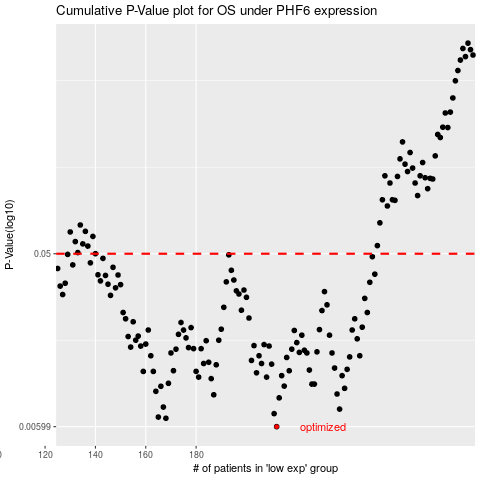 Cumulative P-Value plot for OS under PHF6 expression
P-Value(log10)
0.05
0.00599
optimized
0 120 140 160 180
# of patients in 'low exp' group